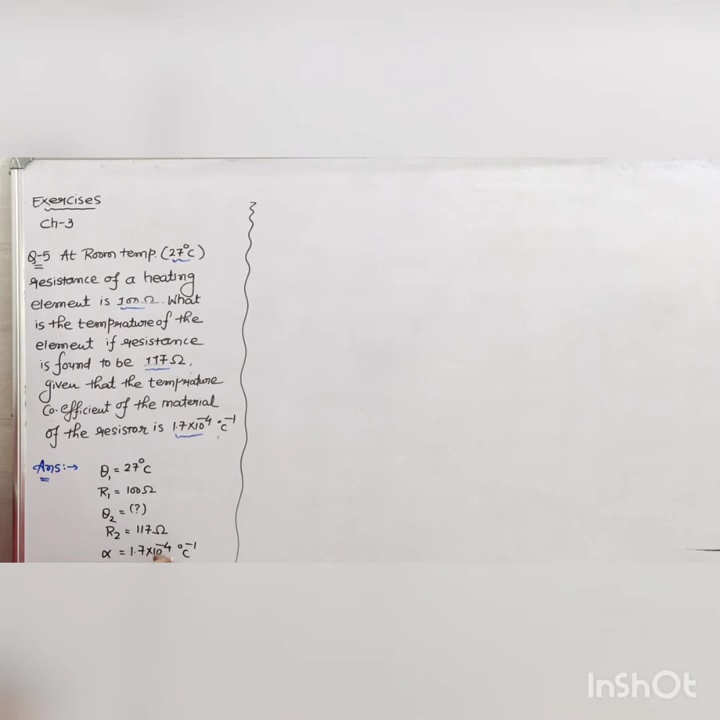 Exercises
Ch-3
Q-5 At Room temp. (27°C)
resistance of a heating
element is 100 Ω. What
is the temprature of the
element if resistance
is found to be 117 Ω,
given that the temprature
Co-efficient of the material
of the resistor is 1.7×10⁻⁴ °C⁻¹
Ans:→ θ₁ = 27°C
R₁ = 100Ω
θ₂ = (?)
R₂ = 117Ω
α = 1.7×10⁻⁴ °C⁻¹
InShOt